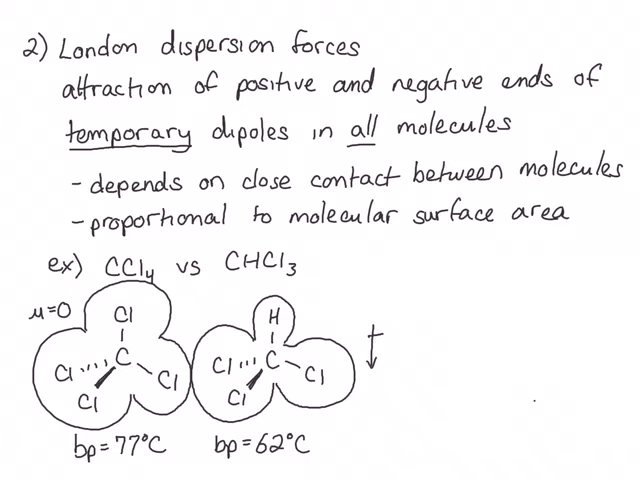 2) London dispersion forces
attraction of positive and negative ends of
temporary dipoles in all molecules
- depends on close contact between molecules
- proportional to molecular surface area
ex) CCl4 vs CHCl3
μ=0
Cl
H
Cl C Cl
Cl C Cl
Cl
Cl
bp=77°C bp=62°C